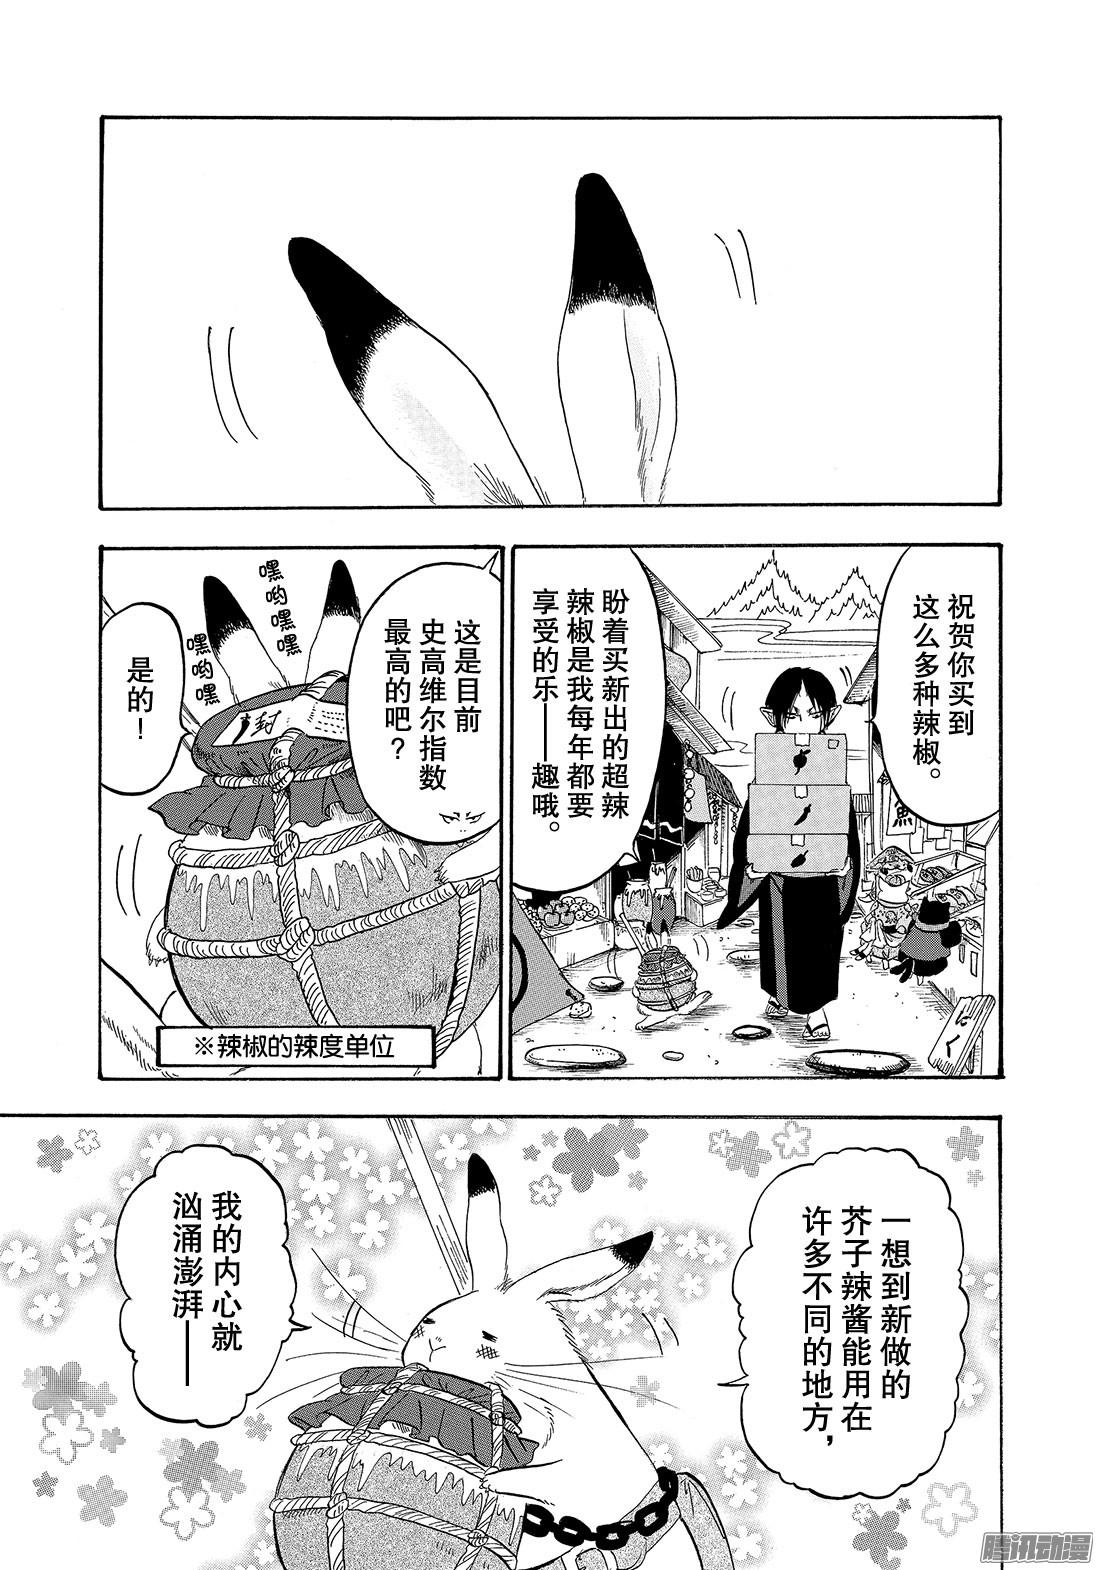 祝贺你买到
这么多种辣椒。
魚
にく
盼着买新出的超辣
辣椒是我每年都要
享受的乐——趣哦。
这是目前
史高维尔指数
最高的吧？
嘿哟嘿嘿
嘿哟嘿
封
是的！
※辣椒的辣度单位
一想到新做的
芥子辣酱能用在
许多不同的地方，
我的内心就
汹涌澎湃——
腾讯动漫